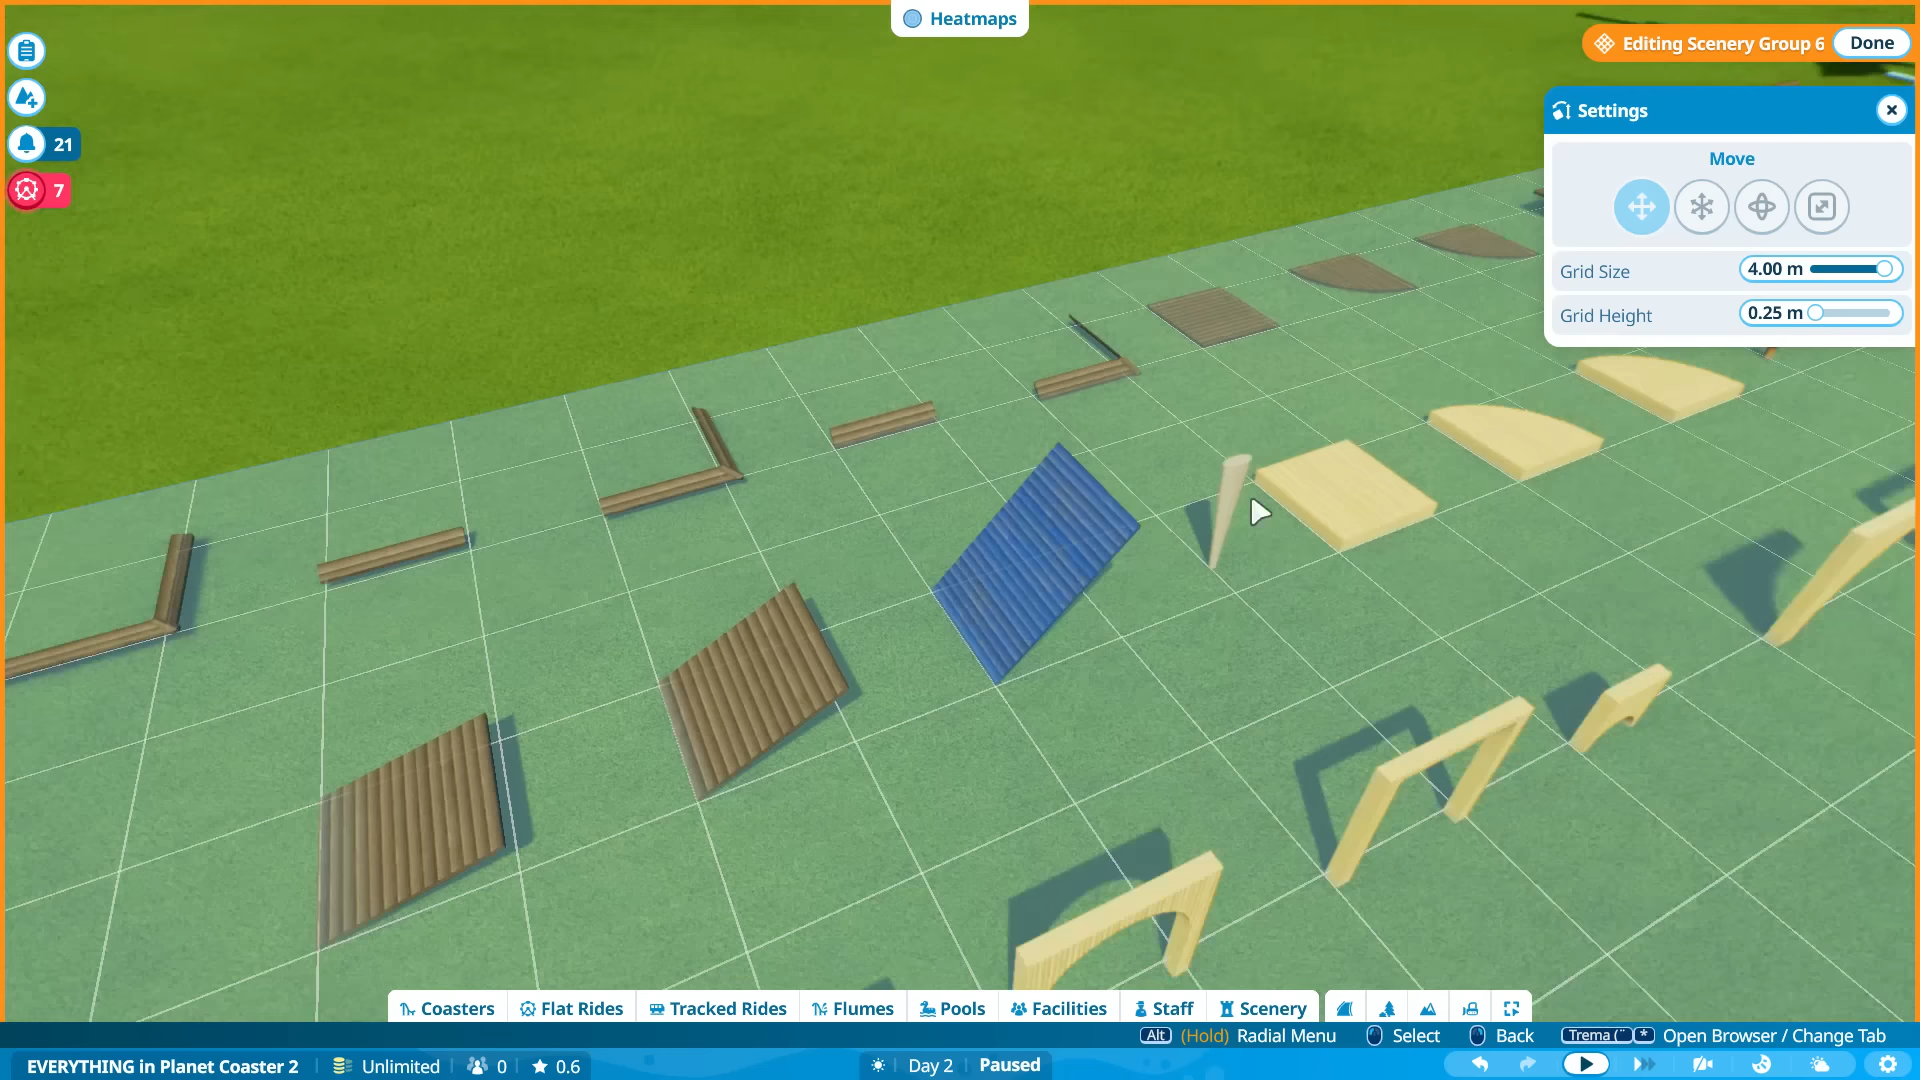 Heatmaps
Editing Scenery Group 6
Done
21
7
Settings
Move
Grid Size
4.00 m
Grid Height
0.25 m
Coasters
Flat Rides
Tracked Rides
Flumes
Pools
Facilities
Staff
Scenery
Alt (Hold) Radial Menu
Select
Back
Trema (¨ * Open Browser / Change Tab
EVERYTHING in Planet Coaster 2
Unlimited
0
0.6
Day 2
Paused